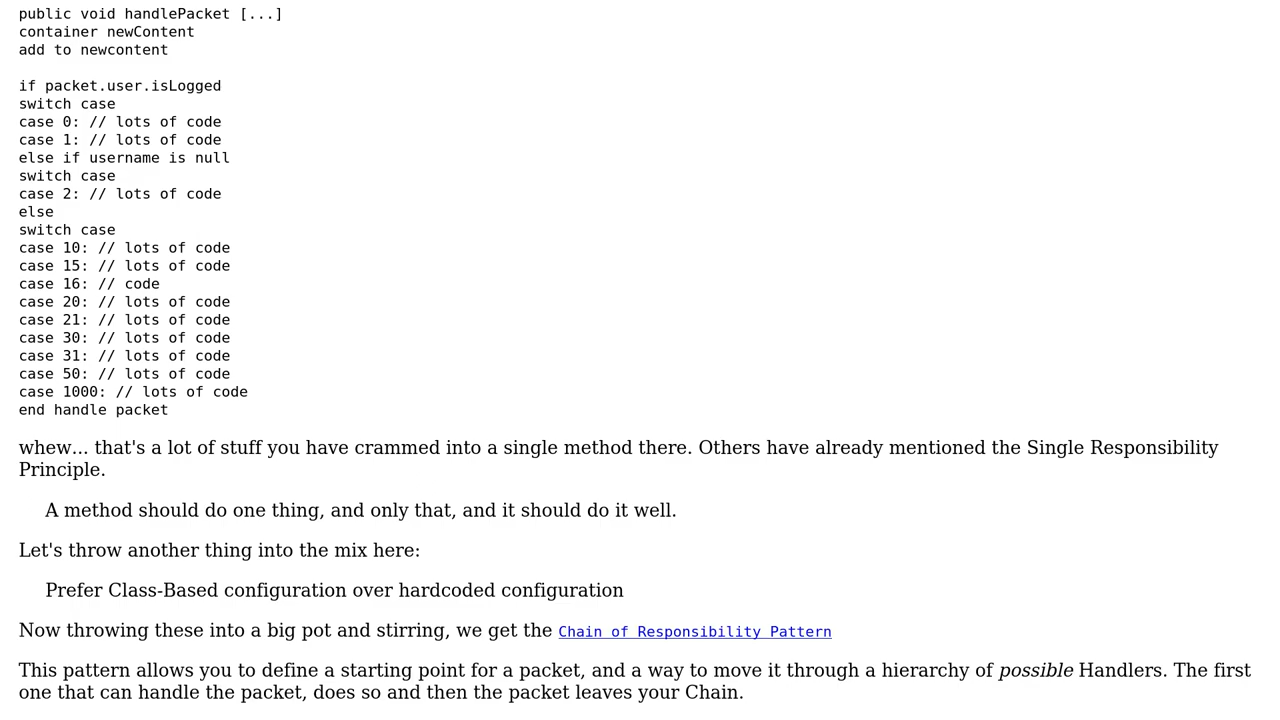 public void handlePacket [...]
container newContent
add to newcontent
if packet.user.isLogged
switch case
case 0: // lots of code
case 1: // lots of code
else if username is null
switch case
case 2: // lots of code
else
switch case
case 10: // lots of code
case 15: // lots of code
case 16: // code
case 20: // lots of code
case 21: // lots of code
case 30: // lots of code
case 31: // lots of code
case 50: // lots of code
case 1000: // lots of code
end handle packet
whew... that's a lot of stuff you have crammed into a single method there. Others have already mentioned the Single Responsibility
Principle.
A method should do one thing, and only that, and it should do it well.
Let's throw another thing into the mix here:
Prefer Class-Based configuration over hardcoded configuration
Now throwing these into a big pot and stirring, we get the Chain of Responsibility Pattern
This pattern allows you to define a starting point for a packet, and a way to move it through a hierarchy of possible Handlers. The first
one that can handle the packet, does so and then the packet leaves your Chain.